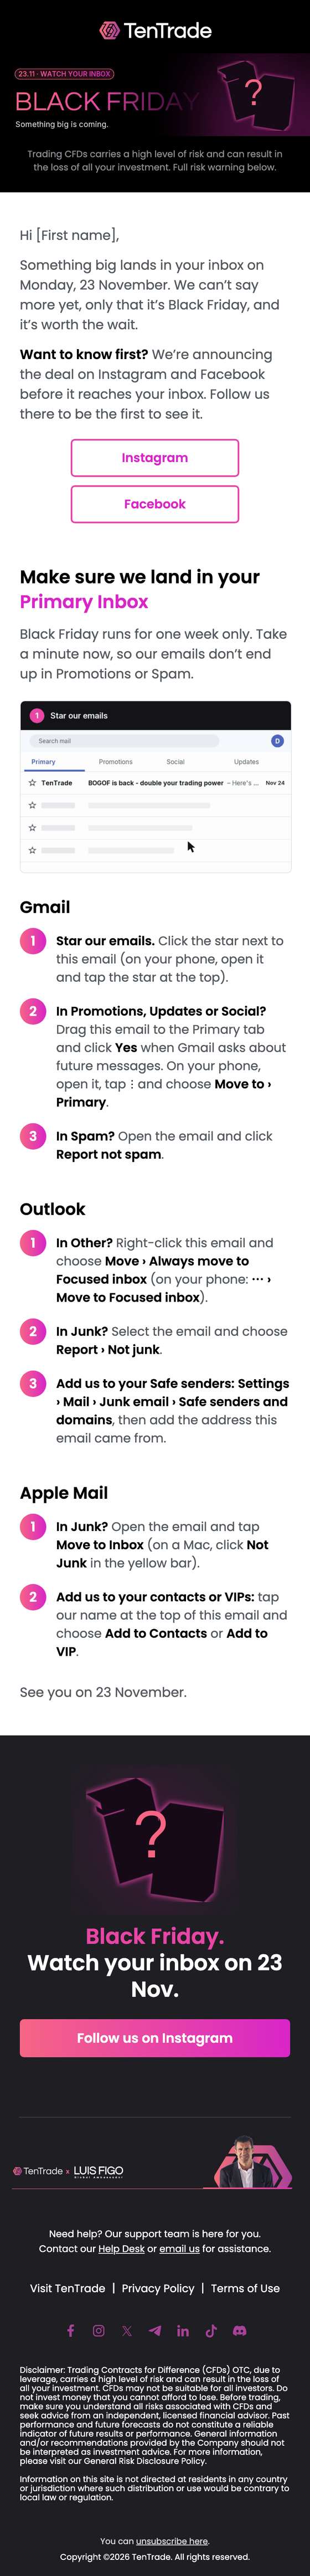 TenTrade
23.11 · WATCH YOUR INBOX
BLACK FRIDAY
?
Something big is coming.
Trading CFDs carries a high level of risk and can result in
the loss of all your investment. Full risk warning below.
Hi [First name],
Something big lands in your inbox on
Monday, 23 November. We can’t say
more yet, only that it’s Black Friday, and
it’s worth the wait.
Want to know first? We’re announcing
the deal on Instagram and Facebook
before it reaches your inbox. Follow us
there to be the first to see it.
Instagram
Facebook
Make sure we land in your
Primary Inbox
Black Friday runs for one week only. Take
a minute now, so our emails don’t end
up in Promotions or Spam.
1 Star our emails
Search mail D
Primary Promotions Social Updates
☆ TenTrade BOGOF is back - double your trading power - Here's ... Nov 24
Gmail
1 Star our emails. Click the star next to
this email (on your phone, open it
and tap the star at the top).
2 In Promotions, Updates or Social?
Drag this email to the Primary tab
and click Yes when Gmail asks about
future messages. On your phone,
open it, tap ⋮ and choose Move to ›
Primary.
3 In Spam? Open the email and click
Report not spam.
Outlook
1 In Other? Right-click this email and
choose Move › Always move to
Focused inbox (on your phone: ··· ›
Move to Focused inbox).
2 In Junk? Select the email and choose
Report › Not junk.
3 Add us to your Safe senders: Settings
› Mail › Junk email › Safe senders and
domains, then add the address this
email came from.
Apple Mail
1 In Junk? Open the email and tap
Move to Inbox (on a Mac, click Not
Junk in the yellow bar).
2 Add us to your contacts or VIPs: tap
our name at the top of this email and
choose Add to Contacts or Add to
VIP.
See you on 23 November.
?
Black Friday.
Watch your inbox on 23
Nov.
Follow us on Instagram
TenTrade x LUIS FIGO
GLOBAL AMBASSADOR
Need help? Our support team is here for you.
Contact our Help Desk or email us for assistance.
Visit TenTrade | Privacy Policy | Terms of Use
Disclaimer: Trading Contracts for Difference (CFDs) OTC, due to
leverage, carries a high level of risk and can result in the loss of
all your investment. CFDs may not be suitable for all investors. Do
not invest money that you cannot afford to lose. Before trading,
make sure you understand all risks associated with CFDs and
seek advice from an independent, licensed financial advisor. Past
performance and future forecasts do not constitute a reliable
indicator of future results or performance. General information
and/or recommendations provided by the Company should not
be interpreted as investment advice. For more information,
please visit our General Risk Disclosure Policy.
Information on this site is not directed at residents in any country
or jurisdiction where such distribution or use would be contrary to
local law or regulation.
You can unsubscribe here.
Copyright ©2026 TenTrade. All rights reserved.